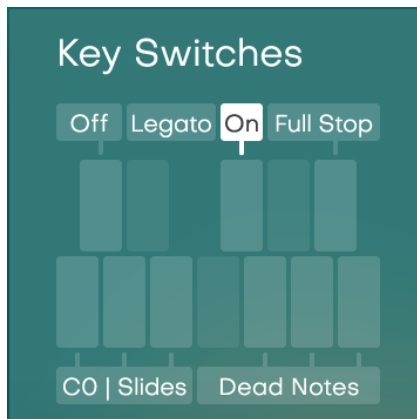 Key Switches
Off Legato On Full Stop
C0 | Slides Dead Notes